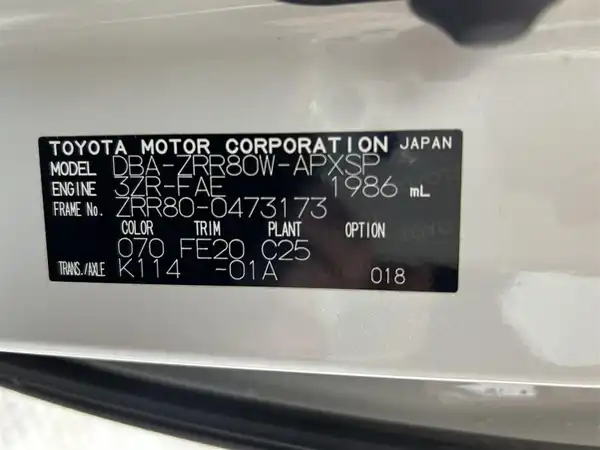 TOYOTA MOTOR CORPORATION JAPAN
MODEL DBA-ZRR80W-APXSP
ENGINE 3ZR-FAE 1986 mL
FRAME No. ZRR80-0473173
COLOR TRIM PLANT OPTION
070 FE20 C25
TRANS./AXLE K114 -01A 018